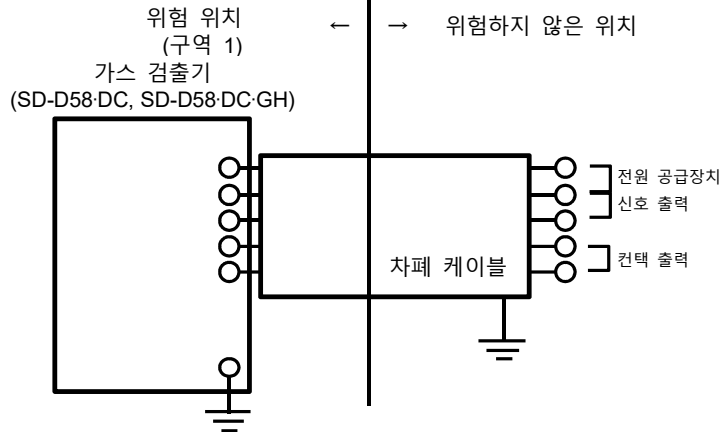 위험 위치
(구역 1)
← → 위험하지 않은 위치
가스 검출기
(SD-D58·DC, SD-D58·DC·GH)
전원 공급장치
신호 출력
차폐 케이블
컨택 출력